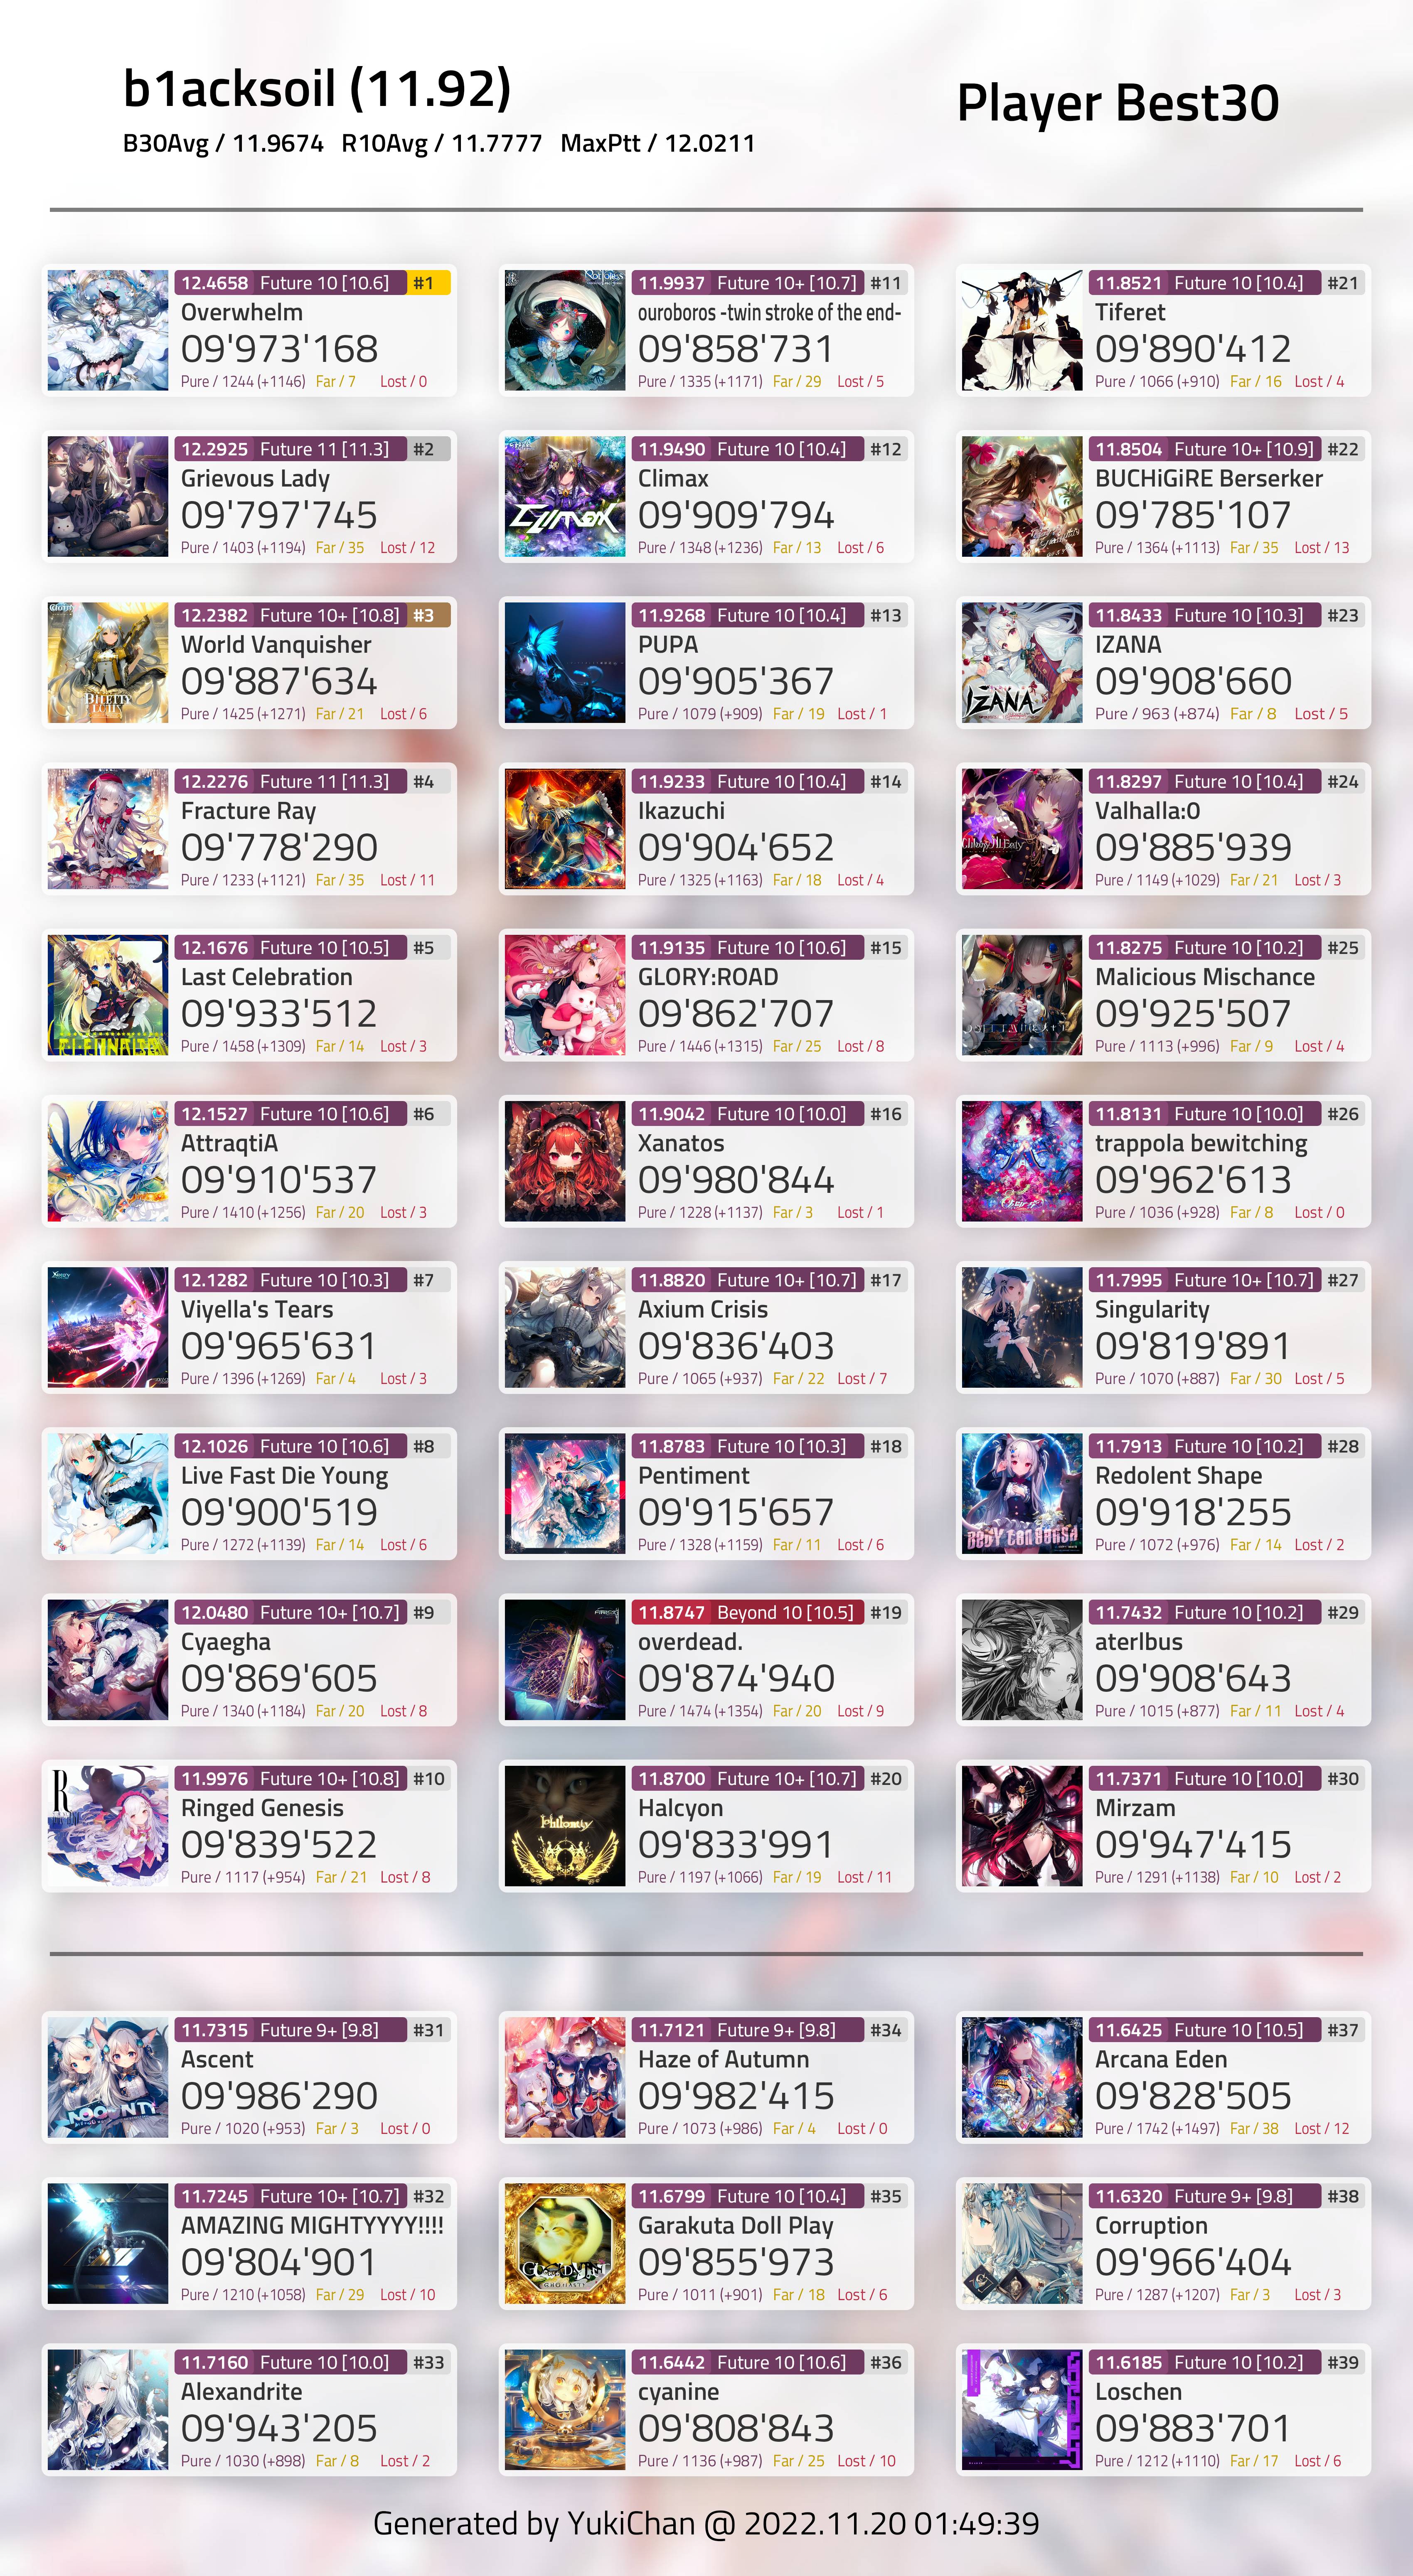 b1acksoil (11.92)
B30Avg / 11.9674 R10Avg / 11.7777 MaxPtt / 12.0211
Player Best30
12.4658 Future 10 [10.6] #1
Overwhelm
09'973'168
Pure / 1244 (+1146) Far / 7 Lost / 0
12.2925 Future 11 [11.3] #2
Grievous Lady
09'797'745
Pure / 1403 (+1194) Far / 35 Lost / 12
12.2382 Future 10+ [10.8] #3
World Vanquisher
09'887'634
Pure / 1425 (+1271) Far / 21 Lost / 6
12.2276 Future 11 [11.3] #4
Fracture Ray
09'778'290
Pure / 1233 (+1121) Far / 35 Lost / 11
12.1676 Future 10 [10.5] #5
Last Celebration
09'933'512
Pure / 1458 (+1309) Far / 14 Lost / 3
12.1527 Future 10 [10.6] #6
AttraqtiA
09'910'537
Pure / 1410 (+1256) Far / 20 Lost / 3
12.1282 Future 10 [10.3] #7
Viyella's Tears
09'965'631
Pure / 1396 (+1269) Far / 4 Lost / 3
12.1026 Future 10 [10.6] #8
Live Fast Die Young
09'900'519
Pure / 1272 (+1139) Far / 14 Lost / 6
12.0480 Future 10+ [10.7] #9
Cyaegha
09'869'605
Pure / 1340 (+1184) Far / 20 Lost / 8
11.9976 Future 10+ [10.8] #10
R
Ringed Genesis
09'839'522
Pure / 1117 (+954) Far / 21 Lost / 8
11.9937 Future 10+ [10.7] #11
ouroboros -twin stroke of the end-
09'858'731
Pure / 1335 (+1171) Far / 29 Lost / 5
11.9490 Future 10 [10.4] #12
Climax
09'909'794
Pure / 1348 (+1236) Far / 13 Lost / 6
11.9268 Future 10 [10.4] #13
PUPA
09'905'367
Pure / 1079 (+909) Far / 19 Lost / 1
11.9233 Future 10 [10.4] #14
Ikazuchi
09'904'652
Pure / 1325 (+1163) Far / 18 Lost / 4
11.9135 Future 10 [10.6] #15
GLORY:ROAD
09'862'707
Pure / 1446 (+1315) Far / 25 Lost / 8
11.9042 Future 10 [10.0] #16
Xanatos
09'980'844
Pure / 1228 (+1137) Far / 3 Lost / 1
11.8820 Future 10+ [10.7] #17
Axium Crisis
09'836'403
Pure / 1065 (+937) Far / 22 Lost / 7
11.8783 Future 10 [10.3] #18
Pentiment
09'915'657
Pure / 1328 (+1159) Far / 11 Lost / 6
11.8747 Beyond 10 [10.5] #19
overdead.
09'874'940
Pure / 1474 (+1354) Far / 20 Lost / 9
11.8700 Future 10+ [10.7] #20
Halcyon
09'833'991
Pure / 1197 (+1066) Far / 19 Lost / 11
11.8521 Future 10 [10.4] #21
Tiferet
09'890'412
Pure / 1066 (+910) Far / 16 Lost / 4
11.8504 Future 10+ [10.9] #22
BUCHiGiRE Berserker
09'785'107
Pure / 1364 (+1113) Far / 35 Lost / 13
11.8433 Future 10 [10.3] #23
IZANA
IZANA
09'908'660
Pure / 963 (+874) Far / 8 Lost / 5
11.8297 Future 10 [10.4] #24
Valhalla:0
09'885'939
Pure / 1149 (+1029) Far / 21 Lost / 3
11.8275 Future 10 [10.2] #25
Malicious Mischance
09'925'507
Pure / 1113 (+996) Far / 9 Lost / 4
11.8131 Future 10 [10.0] #26
trappola bewitching
09'962'613
Pure / 1036 (+928) Far / 8 Lost / 0
11.7995 Future 10+ [10.7] #27
Singularity
09'819'891
Pure / 1070 (+887) Far / 30 Lost / 5
11.7913 Future 10 [10.2] #28
Redolent Shape
09'918'255
Pure / 1072 (+976) Far / 14 Lost / 2
11.7432 Future 10 [10.2] #29
aterlbus
09'908'643
Pure / 1015 (+877) Far / 11 Lost / 4
11.7371 Future 10 [10.0] #30
Mirzam
09'947'415
Pure / 1291 (+1138) Far / 10 Lost / 2
11.7315 Future 9+ [9.8] #31
Ascent
09'986'290
Pure / 1020 (+953) Far / 3 Lost / 0
11.7245 Future 10+ [10.7] #32
AMAZING MIGHTYYYY!!!!
09'804'901
Pure / 1210 (+1058) Far / 29 Lost / 10
11.7160 Future 10 [10.0] #33
Alexandrite
09'943'205
Pure / 1030 (+898) Far / 8 Lost / 2
11.7121 Future 9+ [9.8] #34
Haze of Autumn
09'982'415
Pure / 1073 (+986) Far / 4 Lost / 0
11.6799 Future 10 [10.4] #35
Garakuta Doll Play
09'855'973
Pure / 1011 (+901) Far / 18 Lost / 6
11.6442 Future 10 [10.6] #36
cyanine
09'808'843
Pure / 1136 (+987) Far / 25 Lost / 10
11.6425 Future 10 [10.5] #37
Arcana Eden
09'828'505
Pure / 1742 (+1497) Far / 38 Lost / 12
11.6320 Future 9+ [9.8] #38
Corruption
09'966'404
Pure / 1287 (+1207) Far / 3 Lost / 3
11.6185 Future 10 [10.2] #39
Loschen
09'883'701
Pure / 1212 (+1110) Far / 17 Lost / 6
Generated by YukiChan @ 2022.11.20 01:49:39